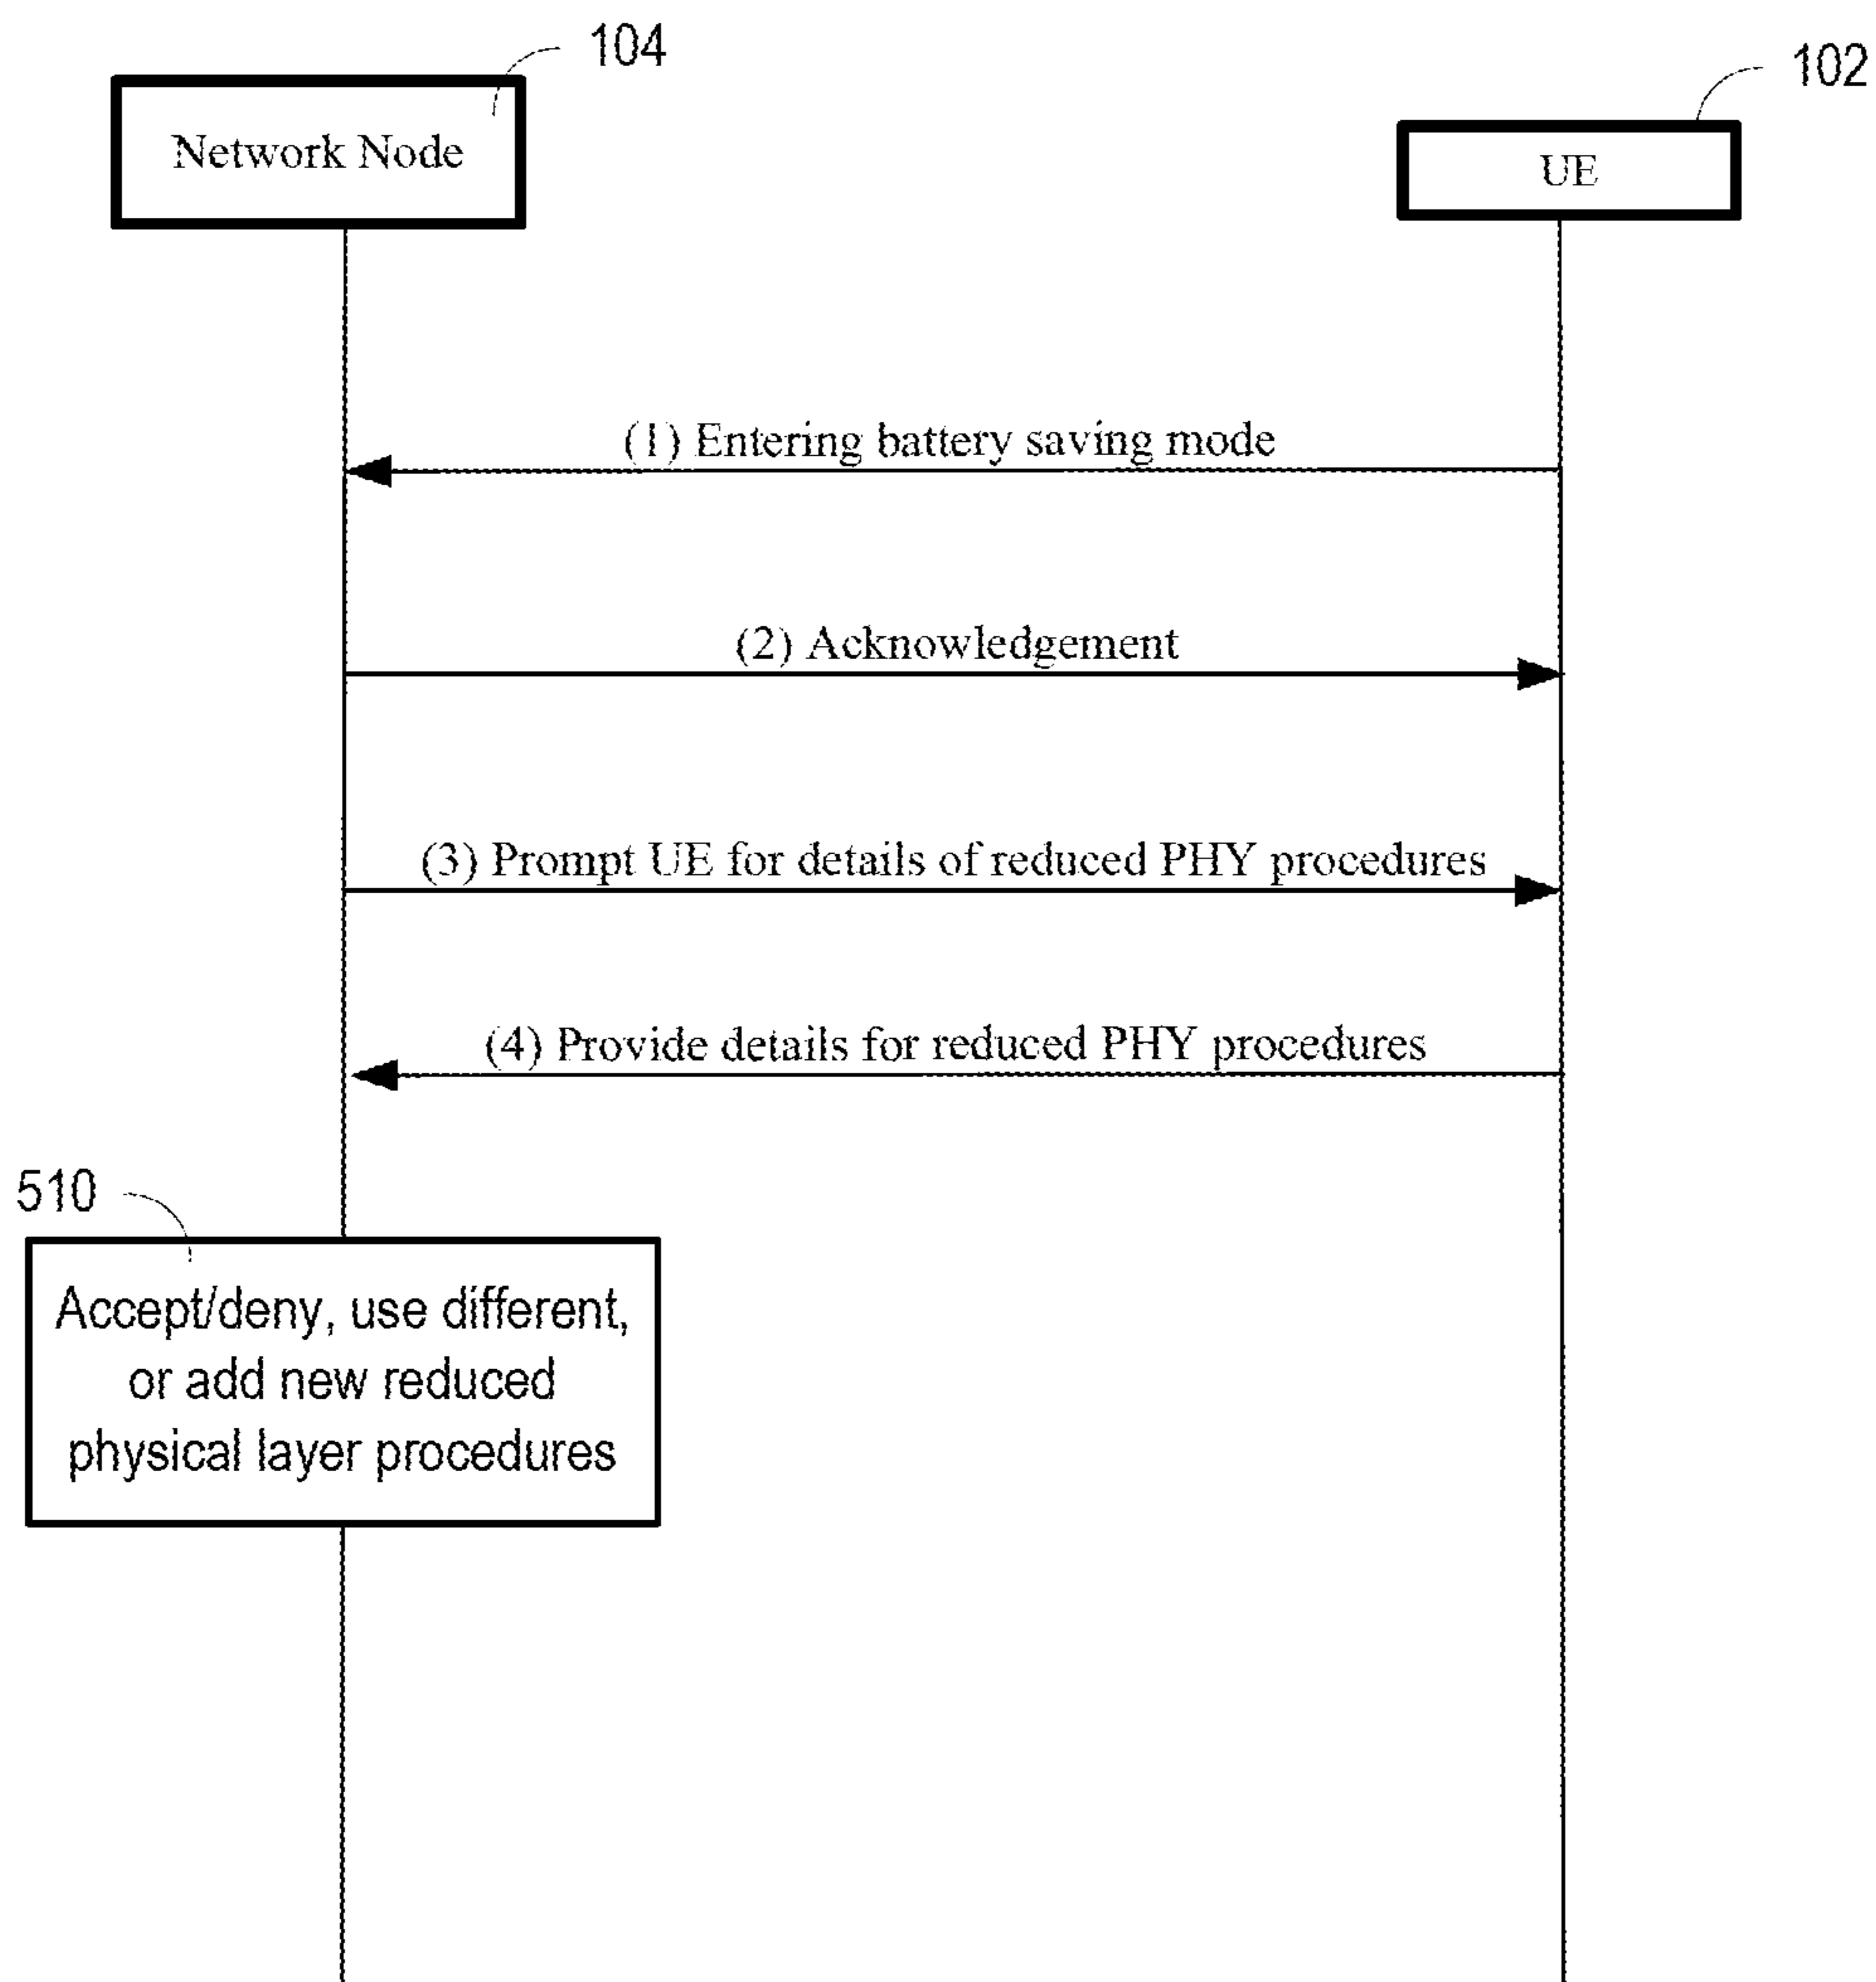 104
102
Network Node
UE
(1) Entering battery saving mode
(2) Acknowledgement
(3) Prompt UE for details of reduced PHY procedures
(4) Provide details for reduced PHY procedures
510
Accept/deny, use different,
or add new reduced
physical layer procedures